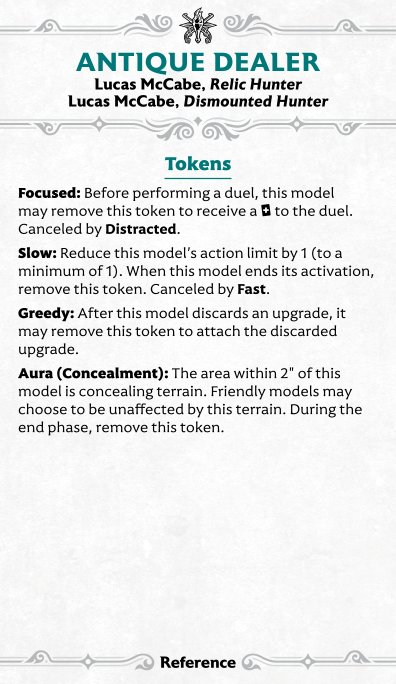 ANTIQUE DEALER
Lucas McCabe, Relic Hunter
Lucas McCabe, Dismounted Hunter
Tokens
Focused: Before performing a duel, this model
may remove this token to receive a + to the duel.
Canceled by Distracted.
Slow: Reduce this model's action limit by 1 (to a
minimum of 1). When this model ends its activation,
remove this token. Canceled by Fast.
Greedy: After this model discards an upgrade, it
may remove this token to attach the discarded
upgrade.
Aura (Concealment): The area within 2" of this
model is concealing terrain. Friendly models may
choose to be unaffected by this terrain. During the
end phase, remove this token.
Reference